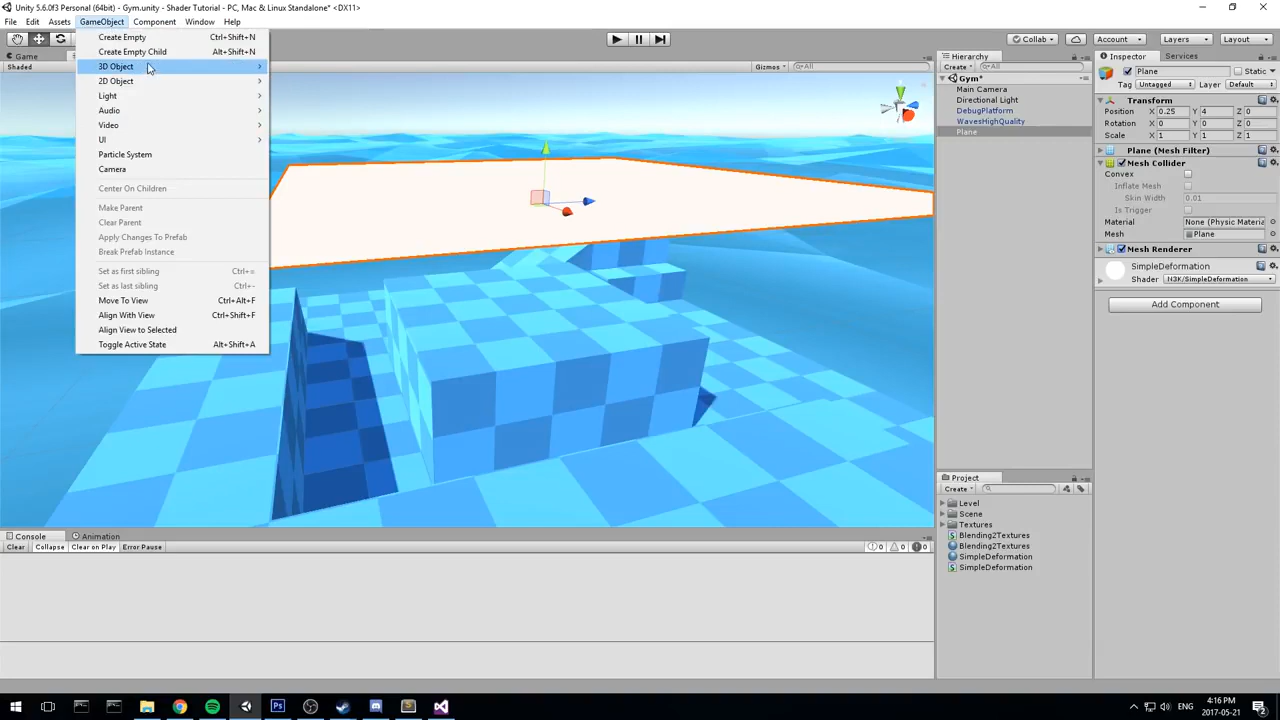 Unity 5.6.0f3 Personal (64bit) - Gym.unity - Shader Tutorial - PC, Mac & Linux Standalone* <DX11>
File Edit Assets GameObject Component Window Help
Collab Account Layers Layout
Game
Shaded Gizmos All
Create Empty Ctrl+Shift+N
Create Empty Child Alt+Shift+N
3D Object
2D Object
Light
Audio
Video
UI
Particle System
Camera
Center On Children
Make Parent
Clear Parent
Apply Changes To Prefab
Break Prefab Instance
Set as first sibling Ctrl+=
Set as last sibling Ctrl+-
Move To View Ctrl+Alt+F
Align With View Ctrl+Shift+F
Align View to Selected
Toggle Active State Alt+Shift+A
Hierarchy
Create All
Gym*
Main Camera
Directional Light
DebugPlatform
WavesHighQuality
Plane
Inspector Services
Plane Static
Tag Untagged Layer Default
Transform
Position X 0.25 Y 4 Z 0
Rotation X 0 Y 0 Z 0
Scale X 1 Y 1 Z 1
Plane (Mesh Filter)
Mesh Collider
Convex
Inflate Mesh
Skin Width 0.01
Is Trigger
Material None (Physic Materia
Mesh Plane
Mesh Renderer
SimpleDeformation
Shader N3K/SimpleDeformation
Add Component
Project
Create
Level
Scene
Textures
Blending2Textures
Blending2Textures
SimpleDeformation
SimpleDeformation
Console Animation
Clear Collapse Clear on Play Error Pause 0 0 0
ENG 4:16 PM
2017-05-21
2